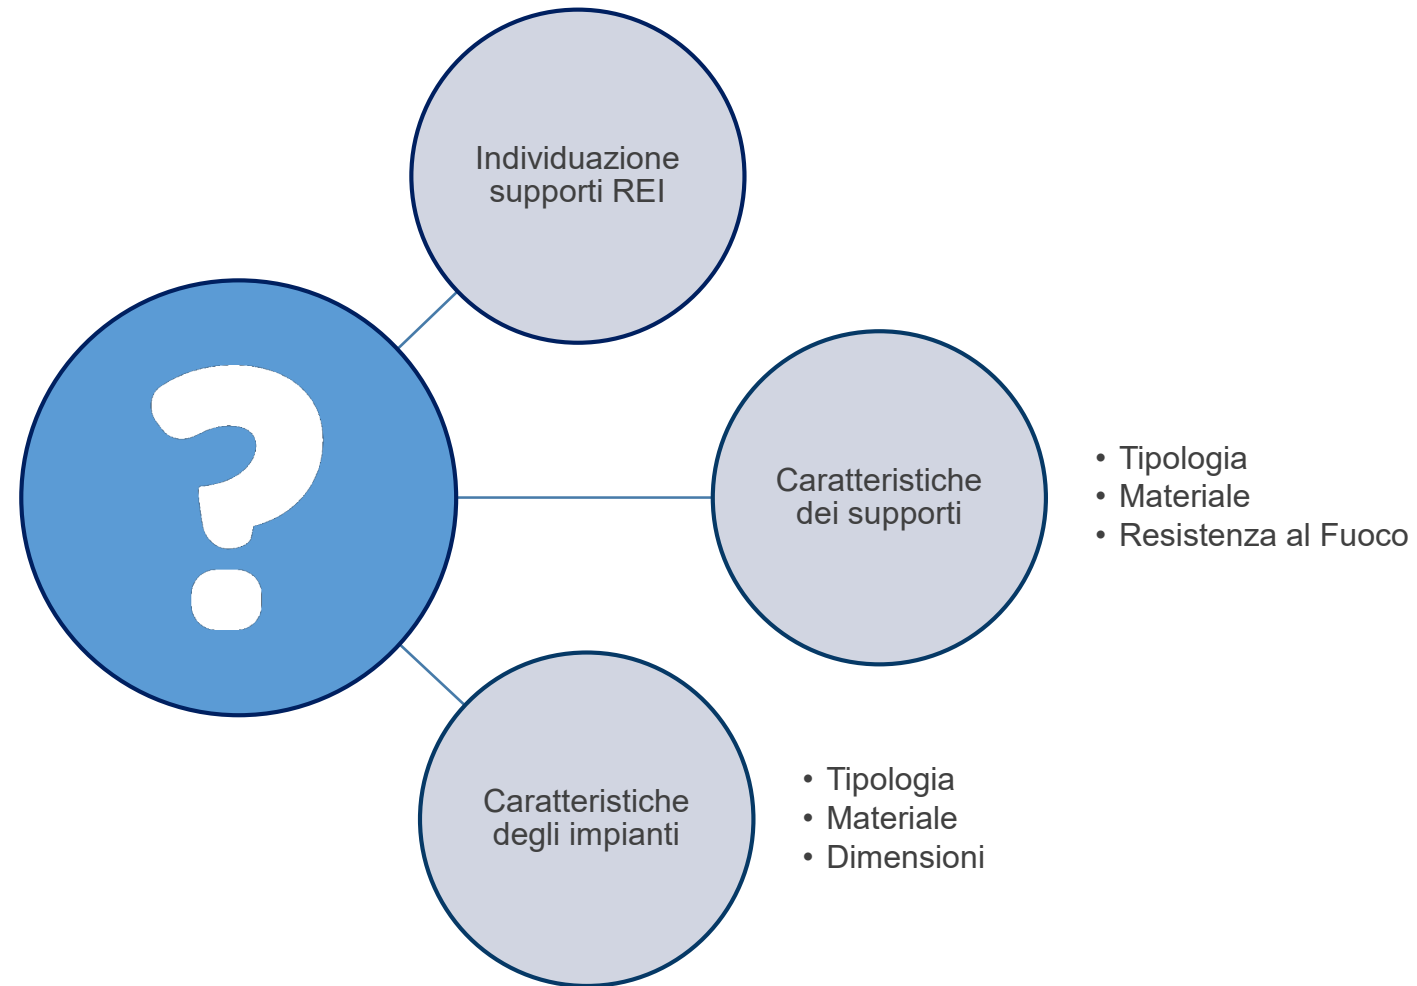 Individuazione
supporti REI
?
Caratteristiche
dei supporti
• Tipologia
• Materiale
• Resistenza al Fuoco
Caratteristiche
degli impianti
• Tipologia
• Materiale
• Dimensioni